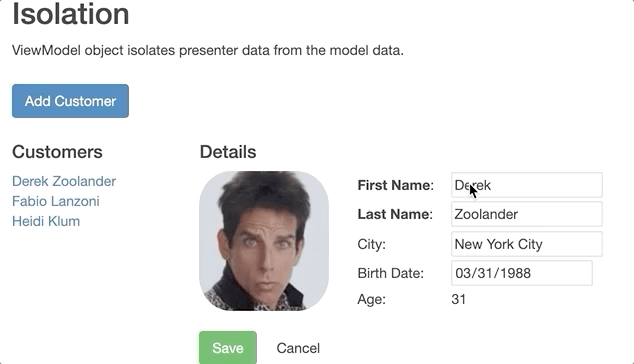 Isolation
ViewModel object isolates presenter data from the model data.
Add Customer
Customers
Derek Zoolander
Fabio Lanzoni
Heidi Klum
Details
First Name: Derek
Last Name: Zoolander
City: New York City
Birth Date: 03/31/1988
Age: 31
Save Cancel